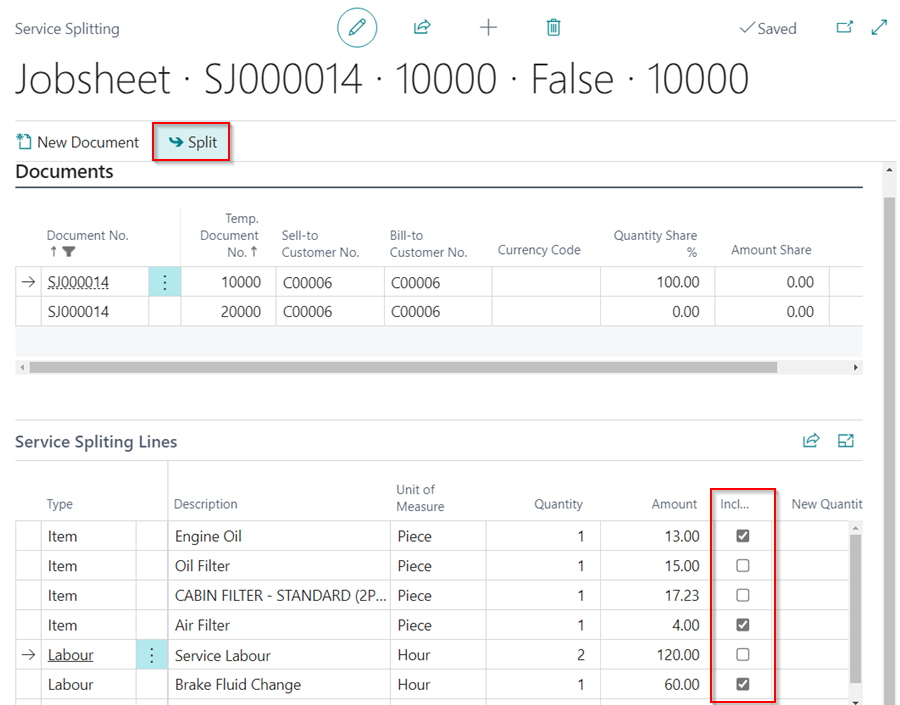 Service Splitting
Saved
Jobsheet · SJ000014 · 10000 · False · 10000
New Document Split
Documents
Document No. Temp. Document No. Sell-to Customer No. Bill-to Customer No. Currency Code Quantity Share % Amount Share
SJ000014 10000 C00006 C00006 100.00 0.00
SJ000014 20000 C00006 C00006 0.00 0.00
Service Spliting Lines
Type Description Unit of Measure Quantity Amount Incl... New Quantit
Item Engine Oil Piece 1 13.00
Item Oil Filter Piece 1 15.00
Item CABIN FILTER - STANDARD (2P... Piece 1 17.23
Item Air Filter Piece 1 4.00
Labour Service Labour Hour 2 120.00
Labour Brake Fluid Change Hour 1 60.00